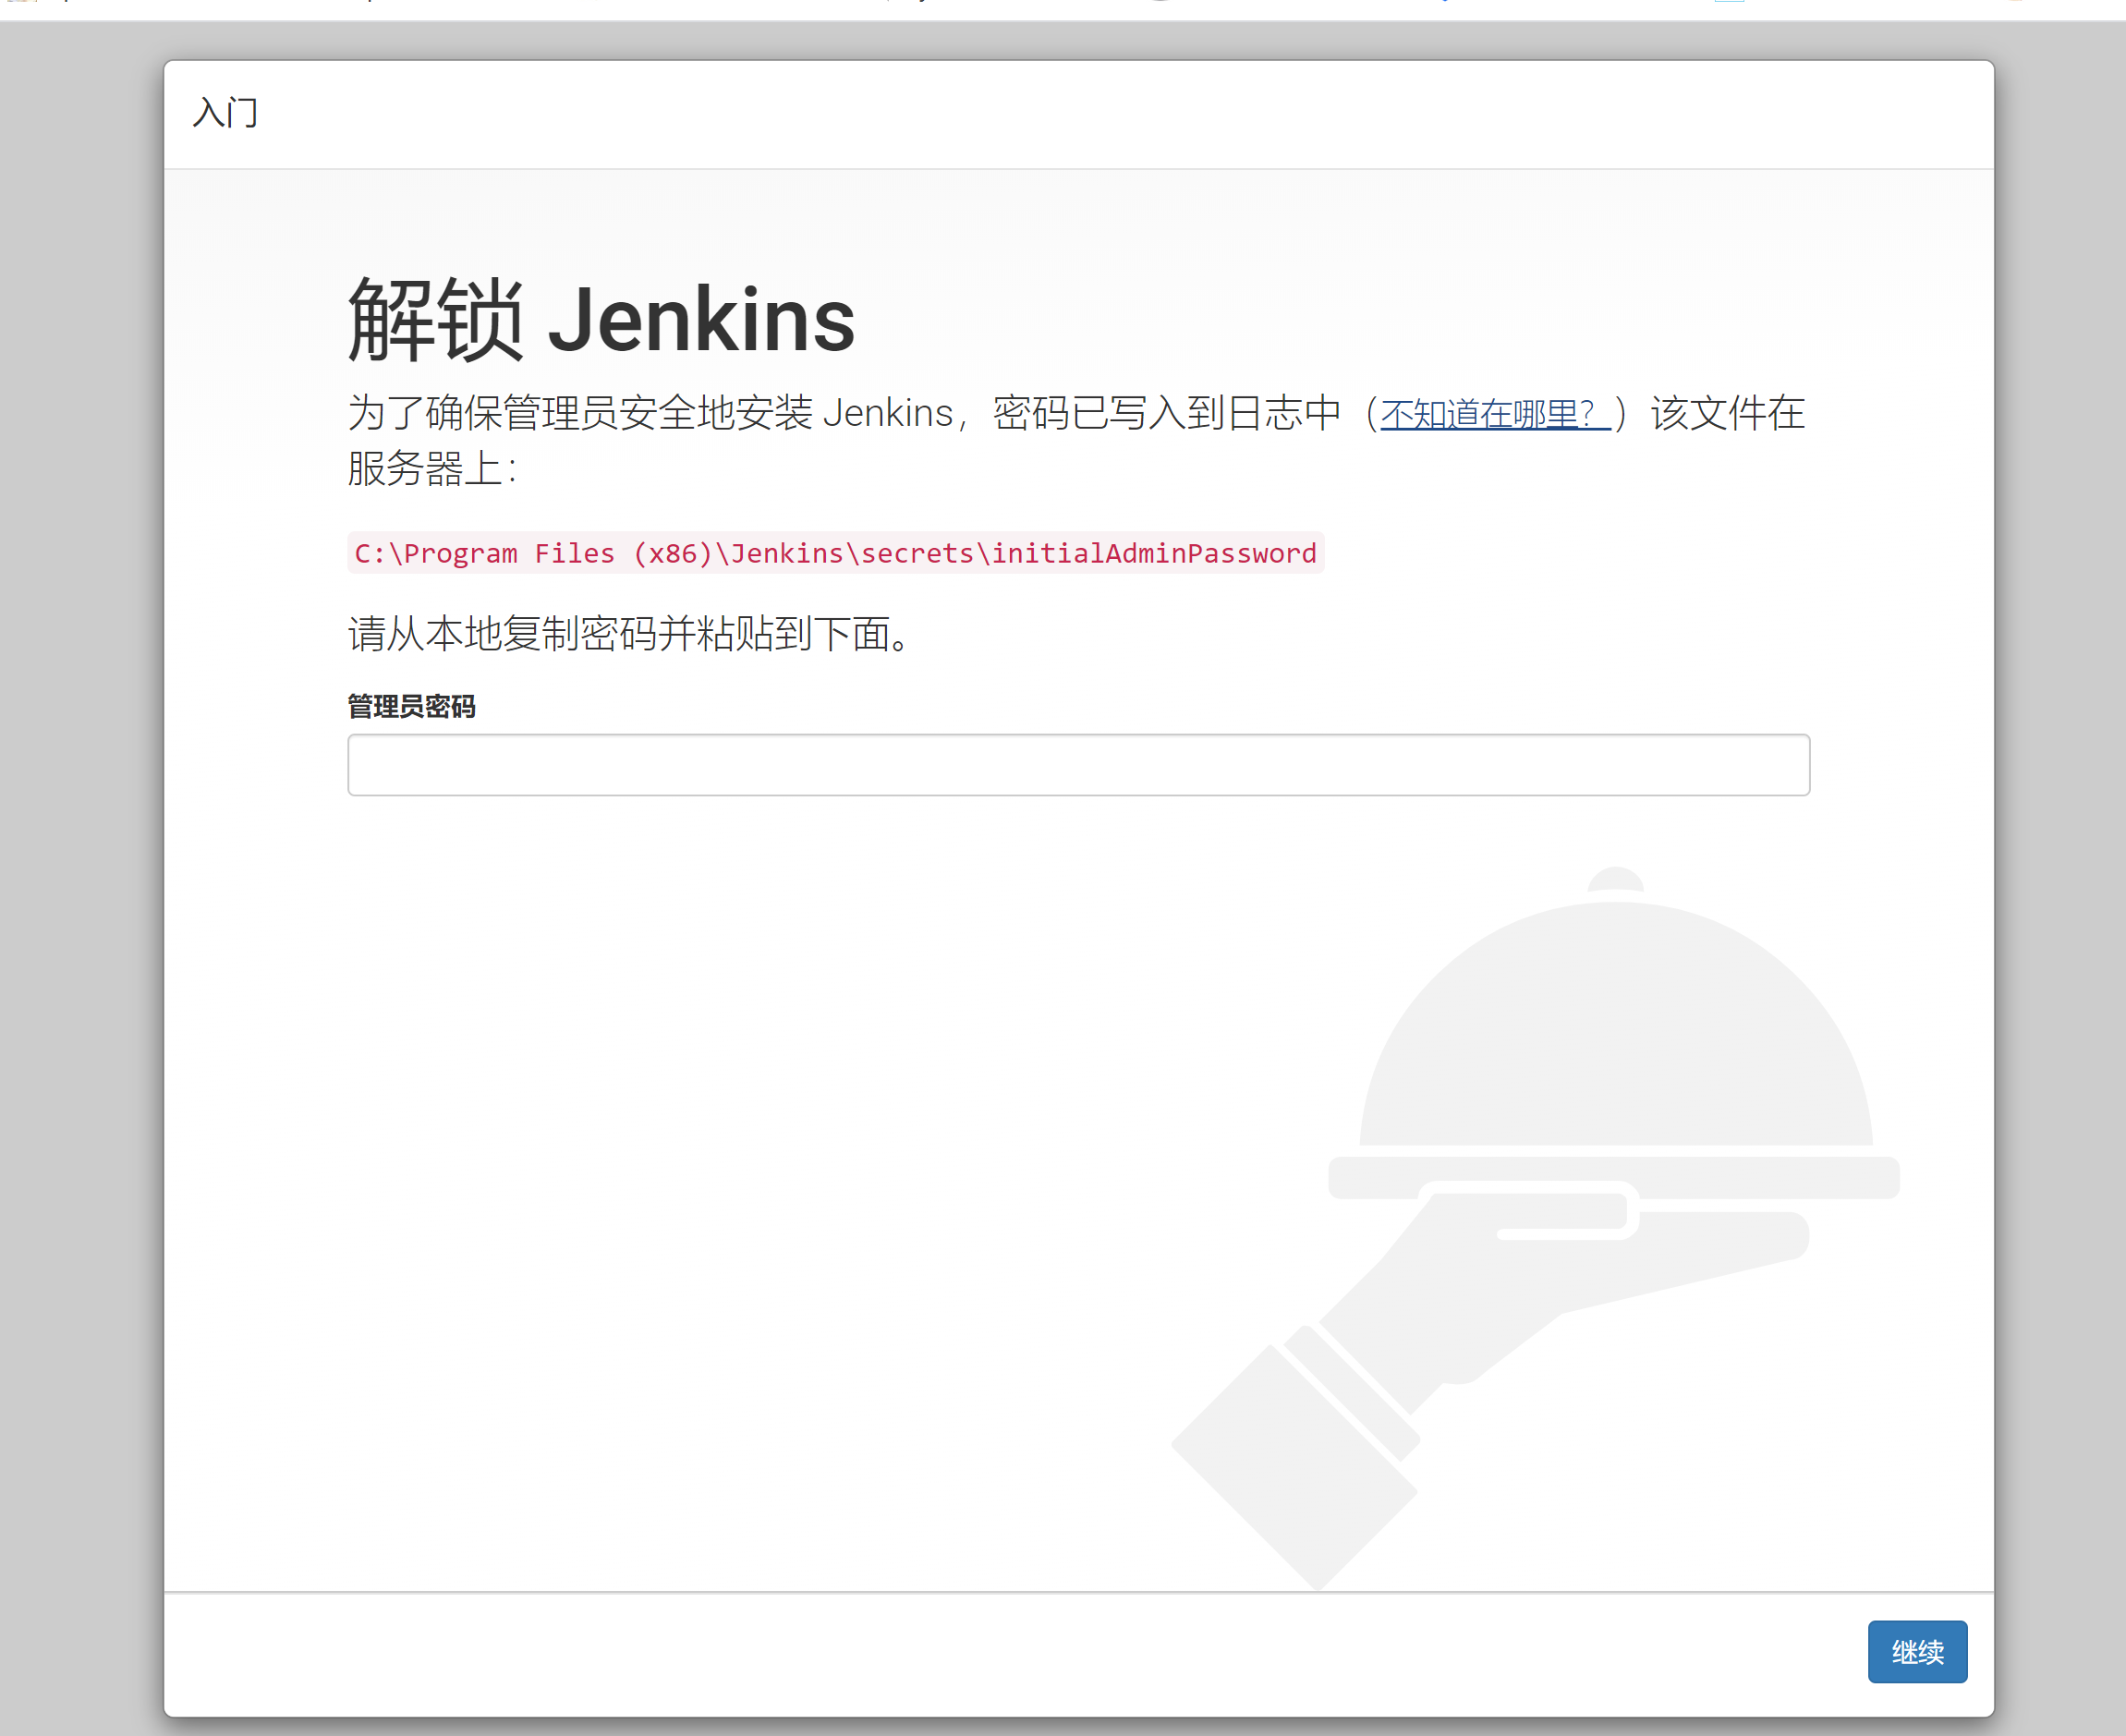 入门
解锁 Jenkins
为了确保管理员安全地安装 Jenkins，密码已写入到日志中（不知道在哪里？）该文件在
服务器上：
C:\Program Files (x86)\Jenkins\secrets\initialAdminPassword
请从本地复制密码并粘贴到下面。
管理员密码
继续